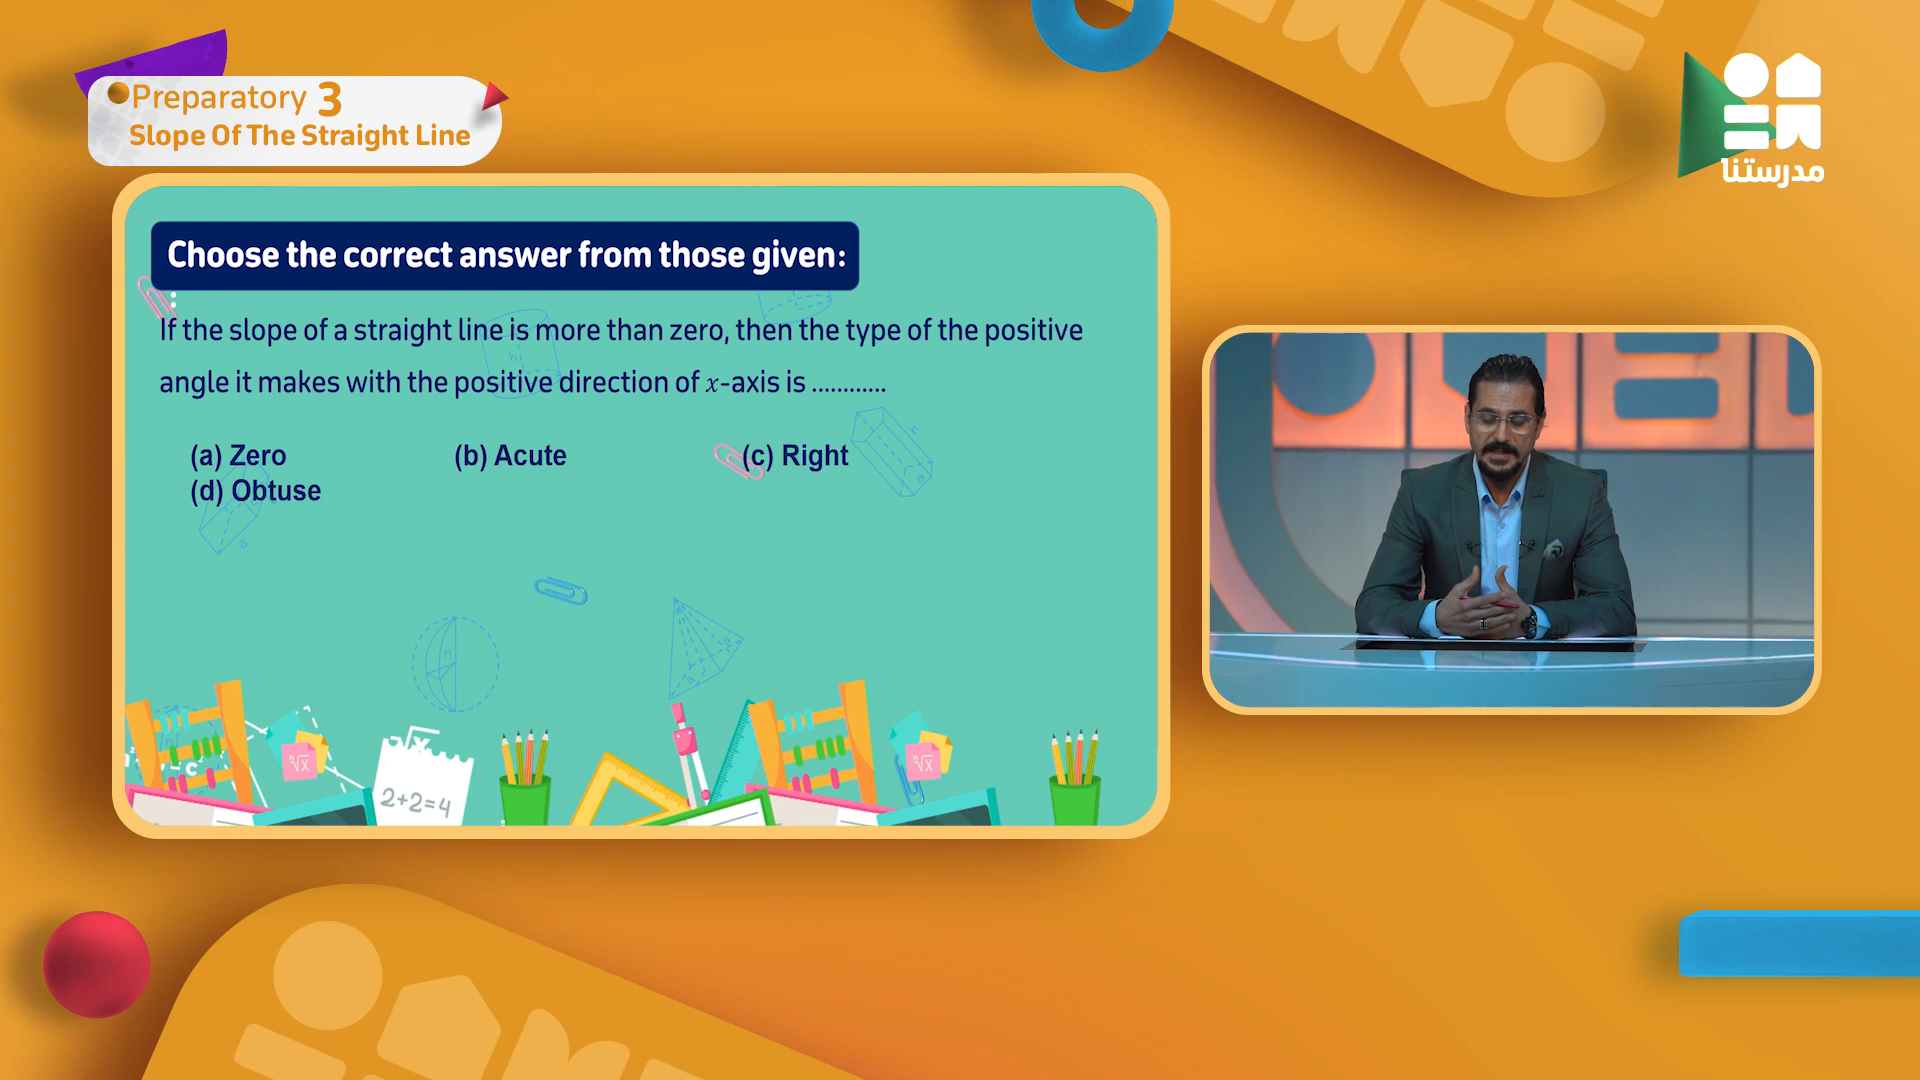 Preparatory 3
Slope Of The Straight Line
مدرستنا
Choose the correct answer from those given:
:
If the slope of a straight line is more than zero, then the type of the positive
angle it makes with the positive direction of x-axis is ............
(a) Zero (b) Acute (c) Right
(d) Obtuse
2+2=4